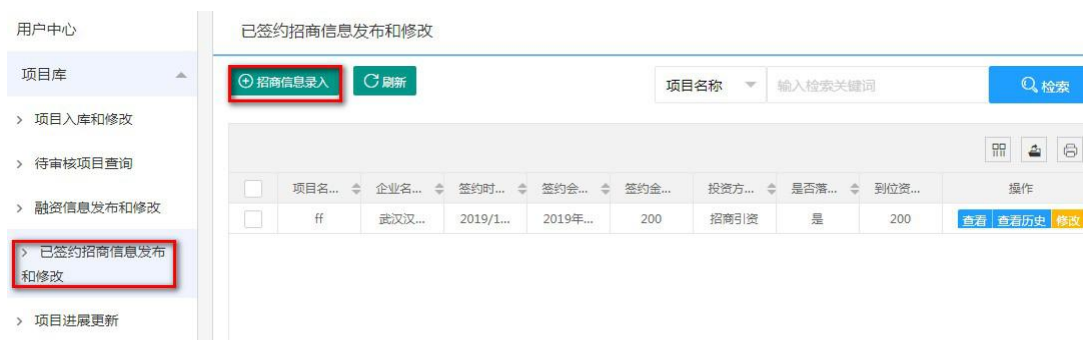 用户中心
已签约招商信息发布和修改
项目库
招商信息录入
刷新
项目名称
输入检索关键词
检索
> 项目入库和修改
> 待审核项目查询
> 融资信息发布和修改
> 已签约招商信息发布
和修改
> 项目进展更新
项目名... 企业名... 签约时... 签约会... 签约金... 投资方... 是否落... 到位资... 操作
ff 武汉汉... 2019/1... 2019年... 200 招商引资 是 200 查看 查看历史 修改